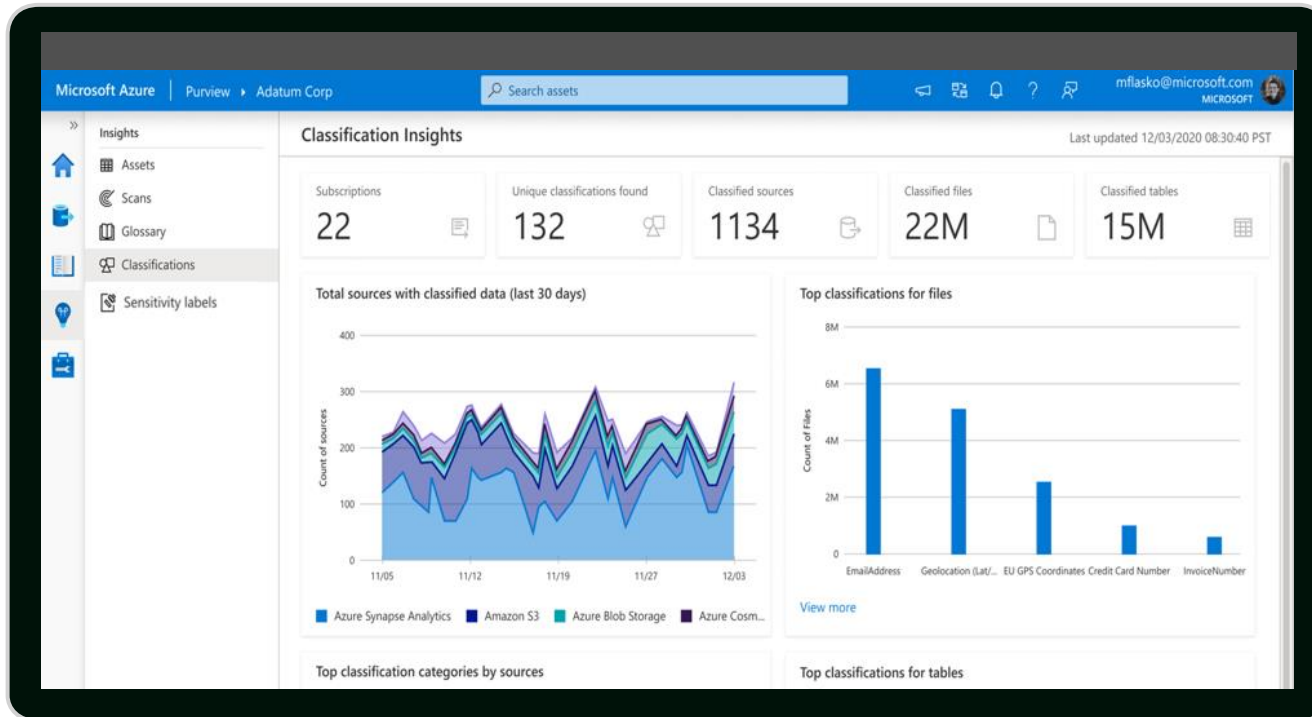 Microsoft Azure | Purview ▸ Adatum Corp
Search assets
mflasko@microsoft.com
MICROSOFT
Insights
Assets
Scans
Glossary
Classifications
Sensitivity labels
Classification Insights
Last updated 12/03/2020 08:30:40 PST
Subscriptions
22
Unique classifications found
132
Classified sources
1134
Classified files
22M
Classified tables
15M
Total sources with classified data (last 30 days)
400
300
200
100
0
Count of sources
11/05 11/12 11/19 11/27 12/03
Azure Synapse Analytics Amazon S3 Azure Blob Storage Azure Cosm...
Top classifications for files
8M
6M
4M
2M
0
Count of Files
EmailAddress Geolocation (Lat/... EU GPS Coordinates Credit Card Number InvoiceNumber
View more
Top classification categories by sources
Top classifications for tables